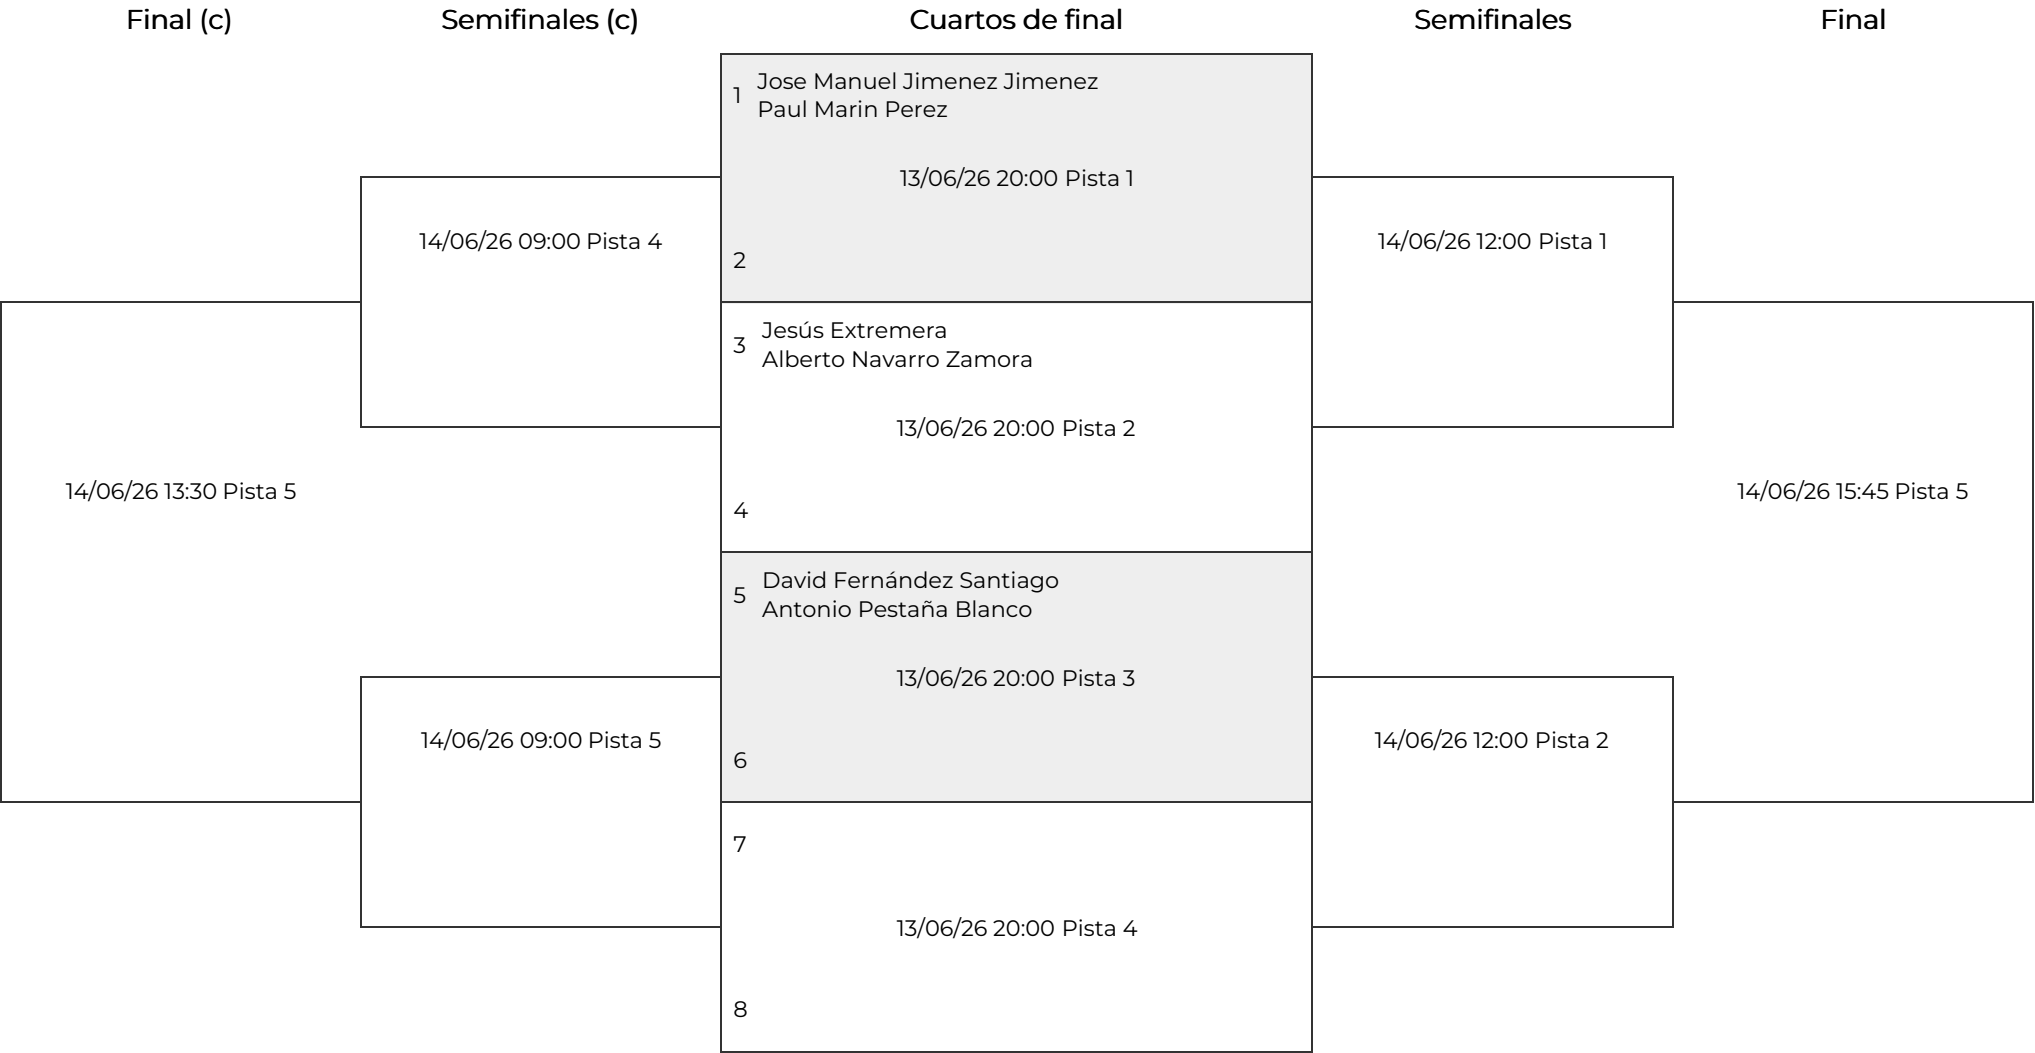 Final (c)
Semifinales (c)
Cuartos de final
Semifinales
Final
1
Jose Manuel Jimenez Jimenez
Paul Marin Perez
13/06/26 20:00 Pista 1
2
14/06/26 09:00 Pista 4
14/06/26 12:00 Pista 1
3
Jesús Extremera
Alberto Navarro Zamora
13/06/26 20:00 Pista 2
4
14/06/26 13:30 Pista 5
14/06/26 15:45 Pista 5
5
David Fernández Santiago
Antonio Pestaña Blanco
13/06/26 20:00 Pista 3
6
14/06/26 09:00 Pista 5
14/06/26 12:00 Pista 2
7
13/06/26 20:00 Pista 4
8